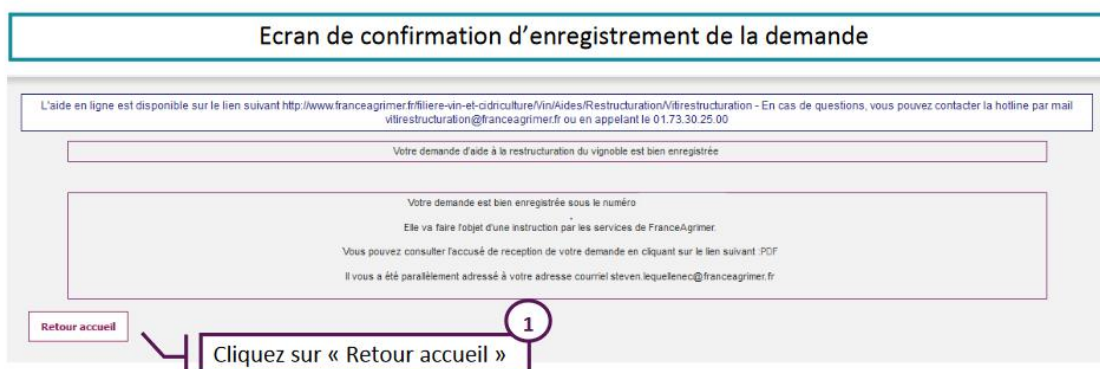 Ecran de confirmation d'enregistrement de la demande
L'aide en ligne est disponible sur le lien suivant http://www.franceagrimer.fr/filiere-vin-et-cidriculture/Vin/Aides/Restructuration/Vitirestructuration - En cas de questions, vous pouvez contacter la hotline par mail
vitirestructuration@franceagrimer.fr ou en appelant le 01.73.30.25.00
Votre demande d'aide à la restructuration du vignoble est bien enregistrée
Votre demande est bien enregistrée sous le numéro
.
Elle va faire l'objet d'une instruction par les services de FranceAgrimer.
Vous pouvez consulter l'accusé de reception de votre demande en cliquant sur le lien suivant :PDF
Il vous a été parallèlement adressé à votre adresse courriel steven.lequellenec@franceagrimer.fr
Retour accueil
1
Cliquez sur « Retour accueil »